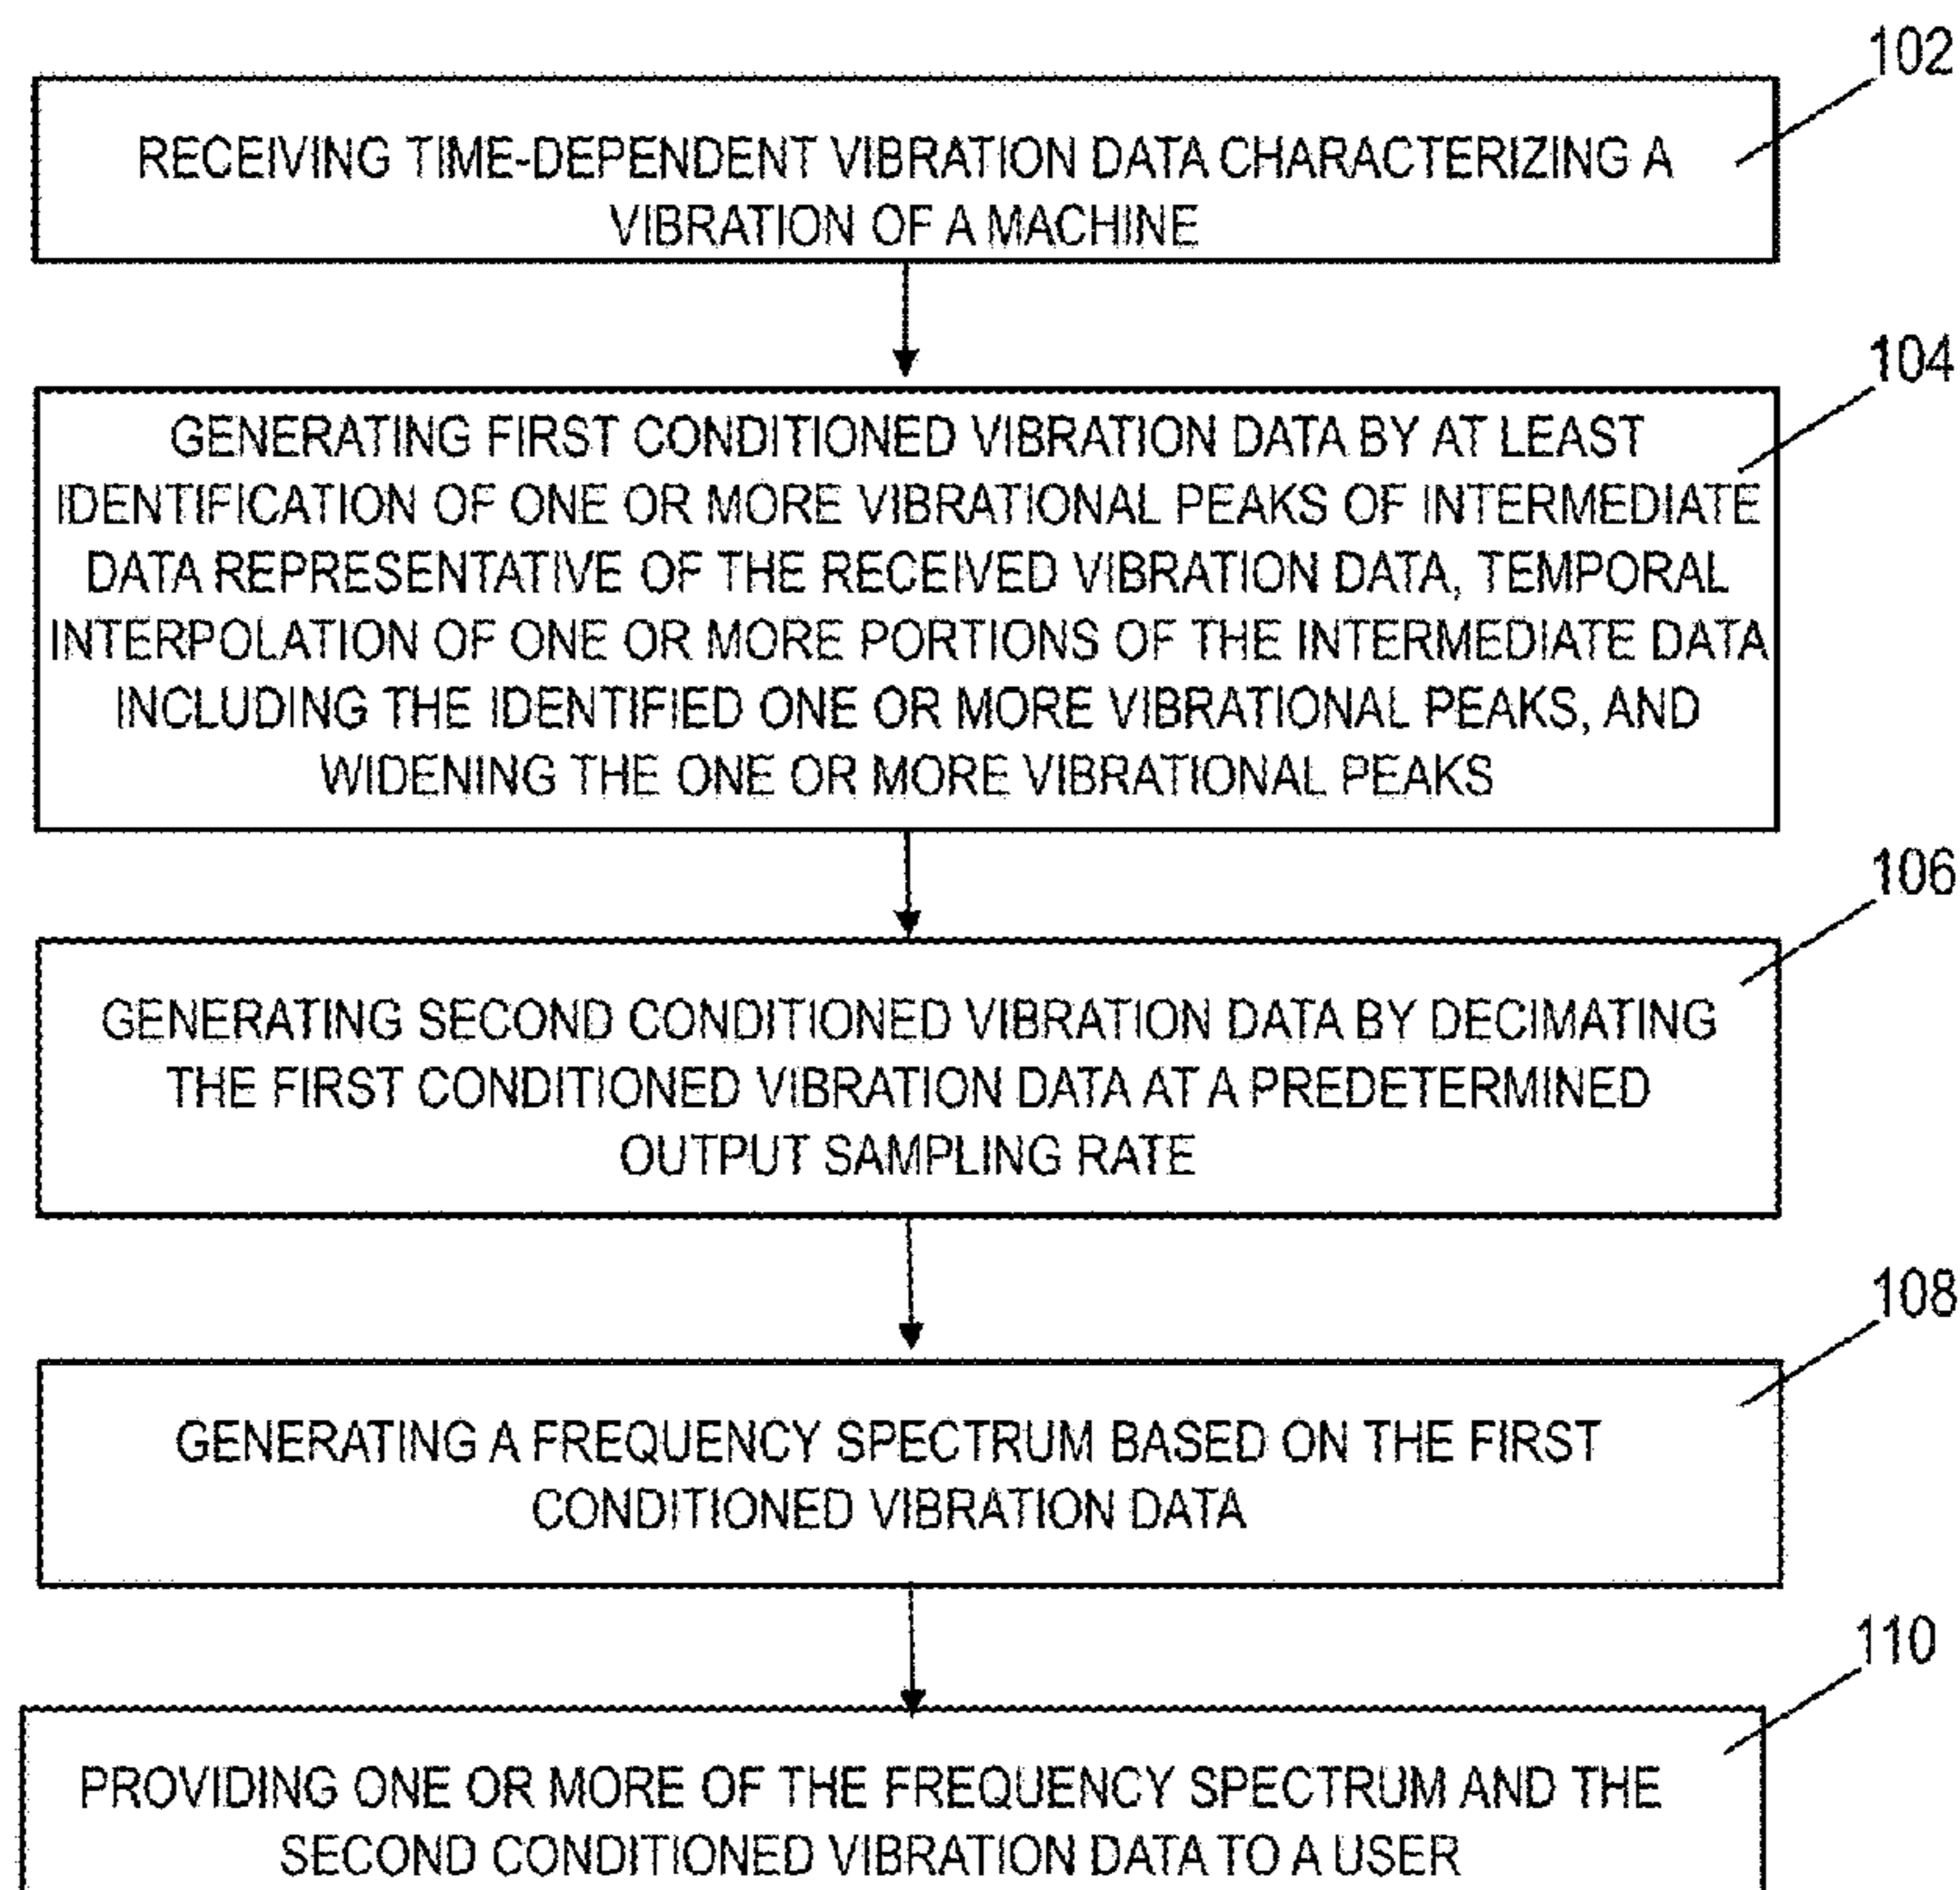 102
RECEIVING TIME-DEPENDENT VIBRATION DATA CHARACTERIZING A
VIBRATION OF A MACHINE
104
GENERATING FIRST CONDITIONED VIBRATION DATA BY AT LEAST
IDENTIFICATION OF ONE OR MORE VIBRATIONAL PEAKS OF INTERMEDIATE
DATA REPRESENTATIVE OF THE RECEIVED VIBRATION DATA, TEMPORAL
INTERPOLATION OF ONE OR MORE PORTIONS OF THE INTERMEDIATE DATA
INCLUDING THE IDENTIFIED ONE OR MORE VIBRATIONAL PEAKS, AND
WIDENING THE ONE OR MORE VIBRATIONAL PEAKS
106
GENERATING SECOND CONDITIONED VIBRATION DATA BY DECIMATING
THE FIRST CONDITIONED VIBRATION DATA AT A PREDETERMINED
OUTPUT SAMPLING RATE
108
GENERATING A FREQUENCY SPECTRUM BASED ON THE FIRST
CONDITIONED VIBRATION DATA
110
PROVIDING ONE OR MORE OF THE FREQUENCY SPECTRUM AND THE
SECOND CONDITIONED VIBRATION DATA TO A USER